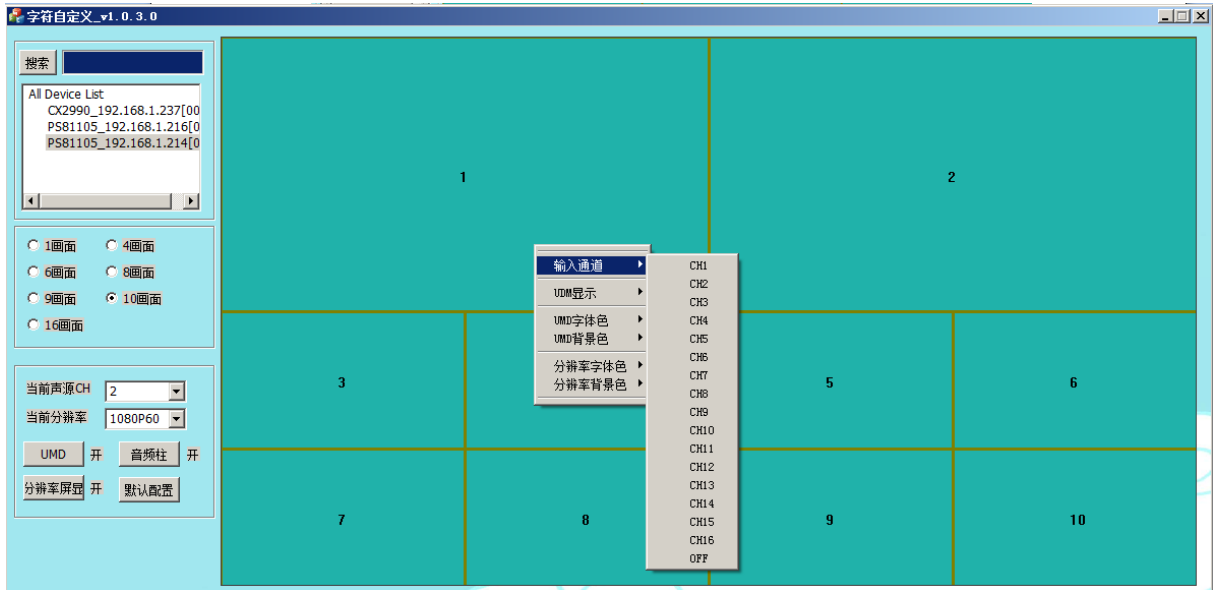 字符自定义_v1.0.3.0
搜索
All Device List
CX2990_192.168.1.237[00
PS81105_192.168.1.216[0
PS81105_192.168.1.214[0
1画面 4画面
6画面 8画面
9画面 10画面
16画面
当前声源CH 2
当前分辨率 1080P60
UMD 开 音频柱 开
分辨率屏显 开 默认配置
1 2
3 5 6
7 8 9 10
输入通道
UDM显示
UMD字体色
UMD背景色
分辨率字体色
分辨率背景色
CH1
CH2
CH3
CH4
CH5
CH6
CH7
CH8
CH9
CH10
CH11
CH12
CH13
CH14
CH15
CH16
OFF